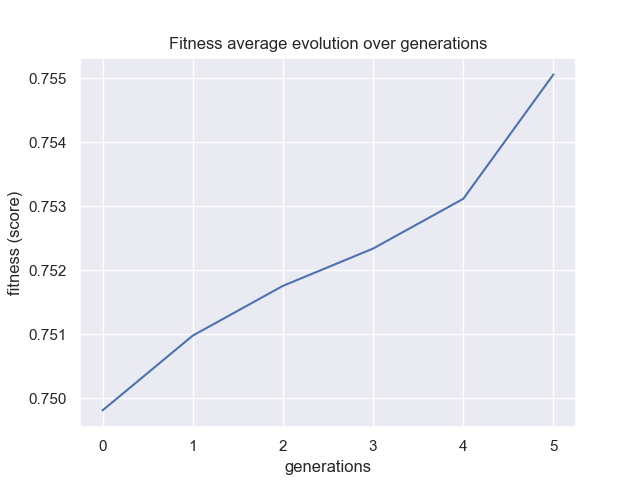 Fitness average evolution over generations
0.755
0.754
0.753
0.752
0.751
0.750
fitness (score)
0 1 2 3 4 5
generations